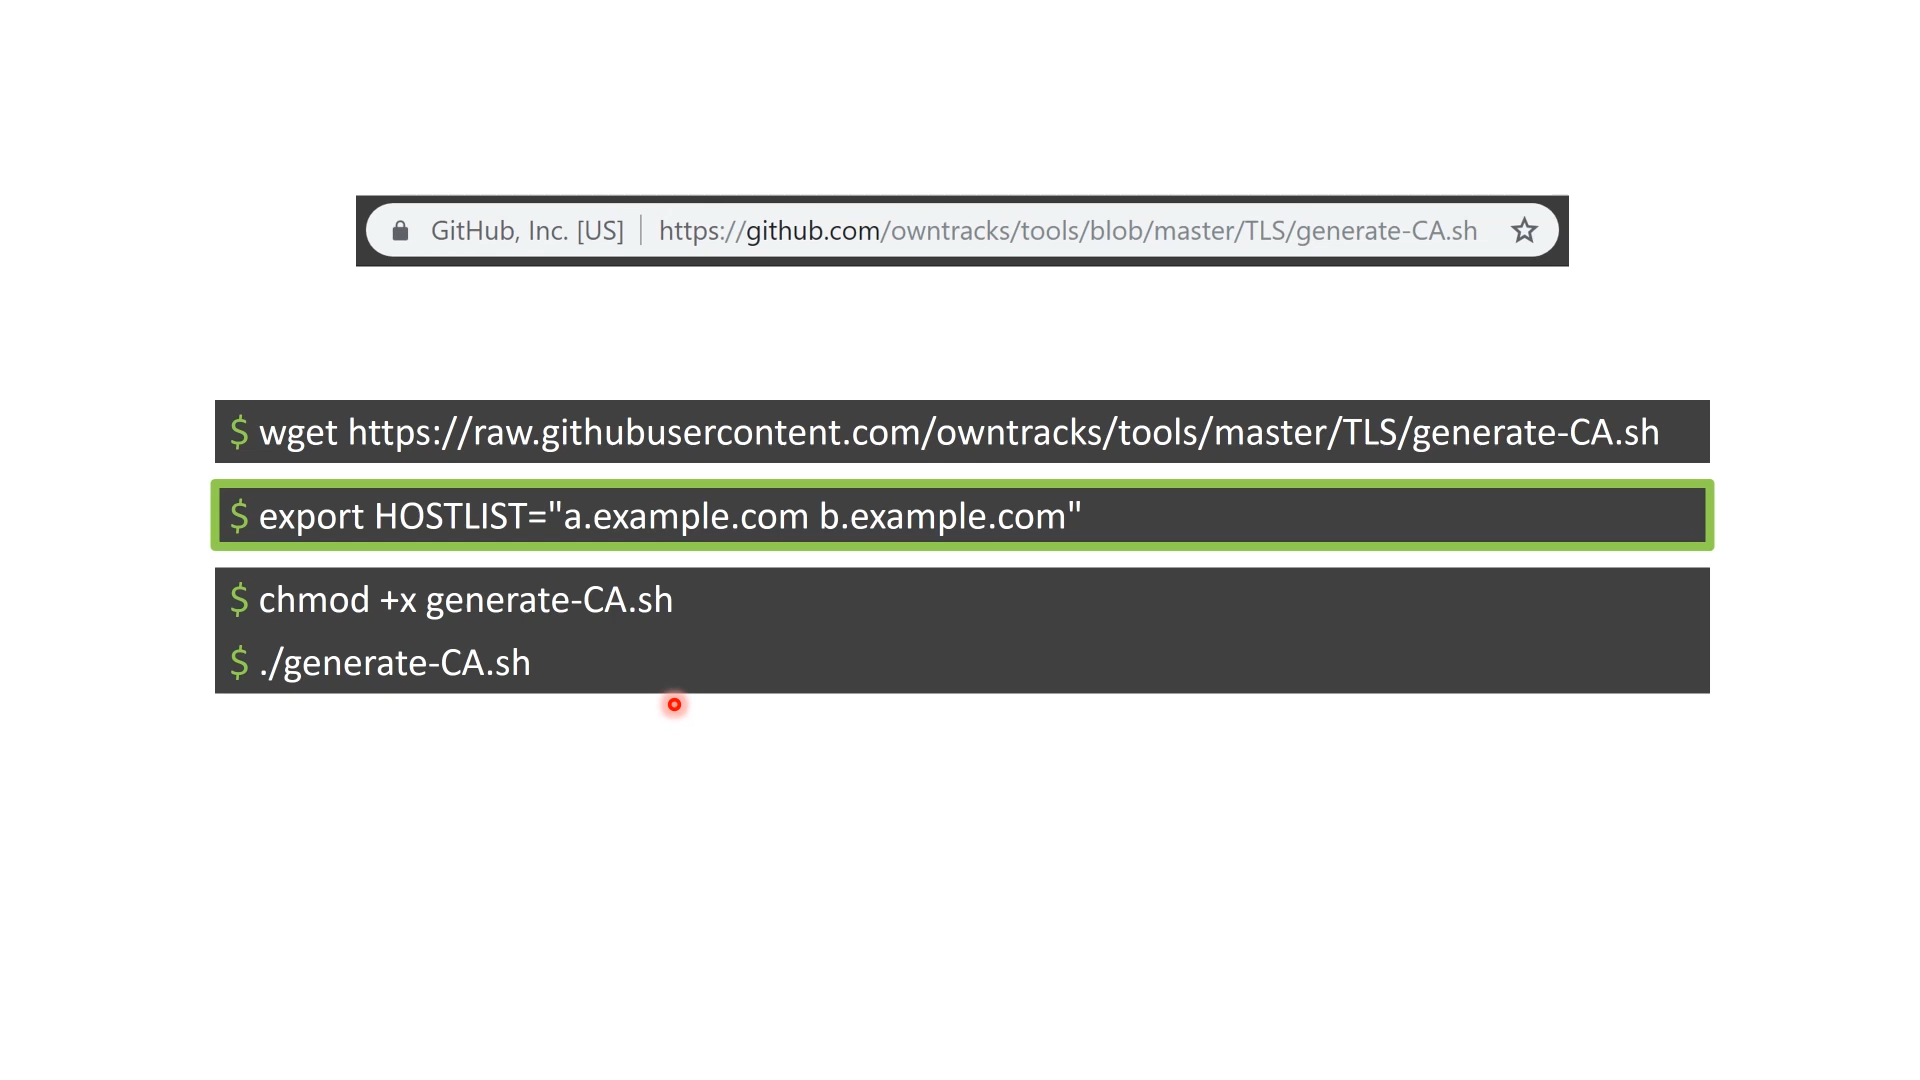 GitHub, Inc. [US] | https://github.com/owntracks/tools/blob/master/TLS/generate-CA.sh
$ wget https://raw.githubusercontent.com/owntracks/tools/master/TLS/generate-CA.sh
$ export HOSTLIST="a.example.com b.example.com"
$ chmod +x generate-CA.sh
$ ./generate-CA.sh